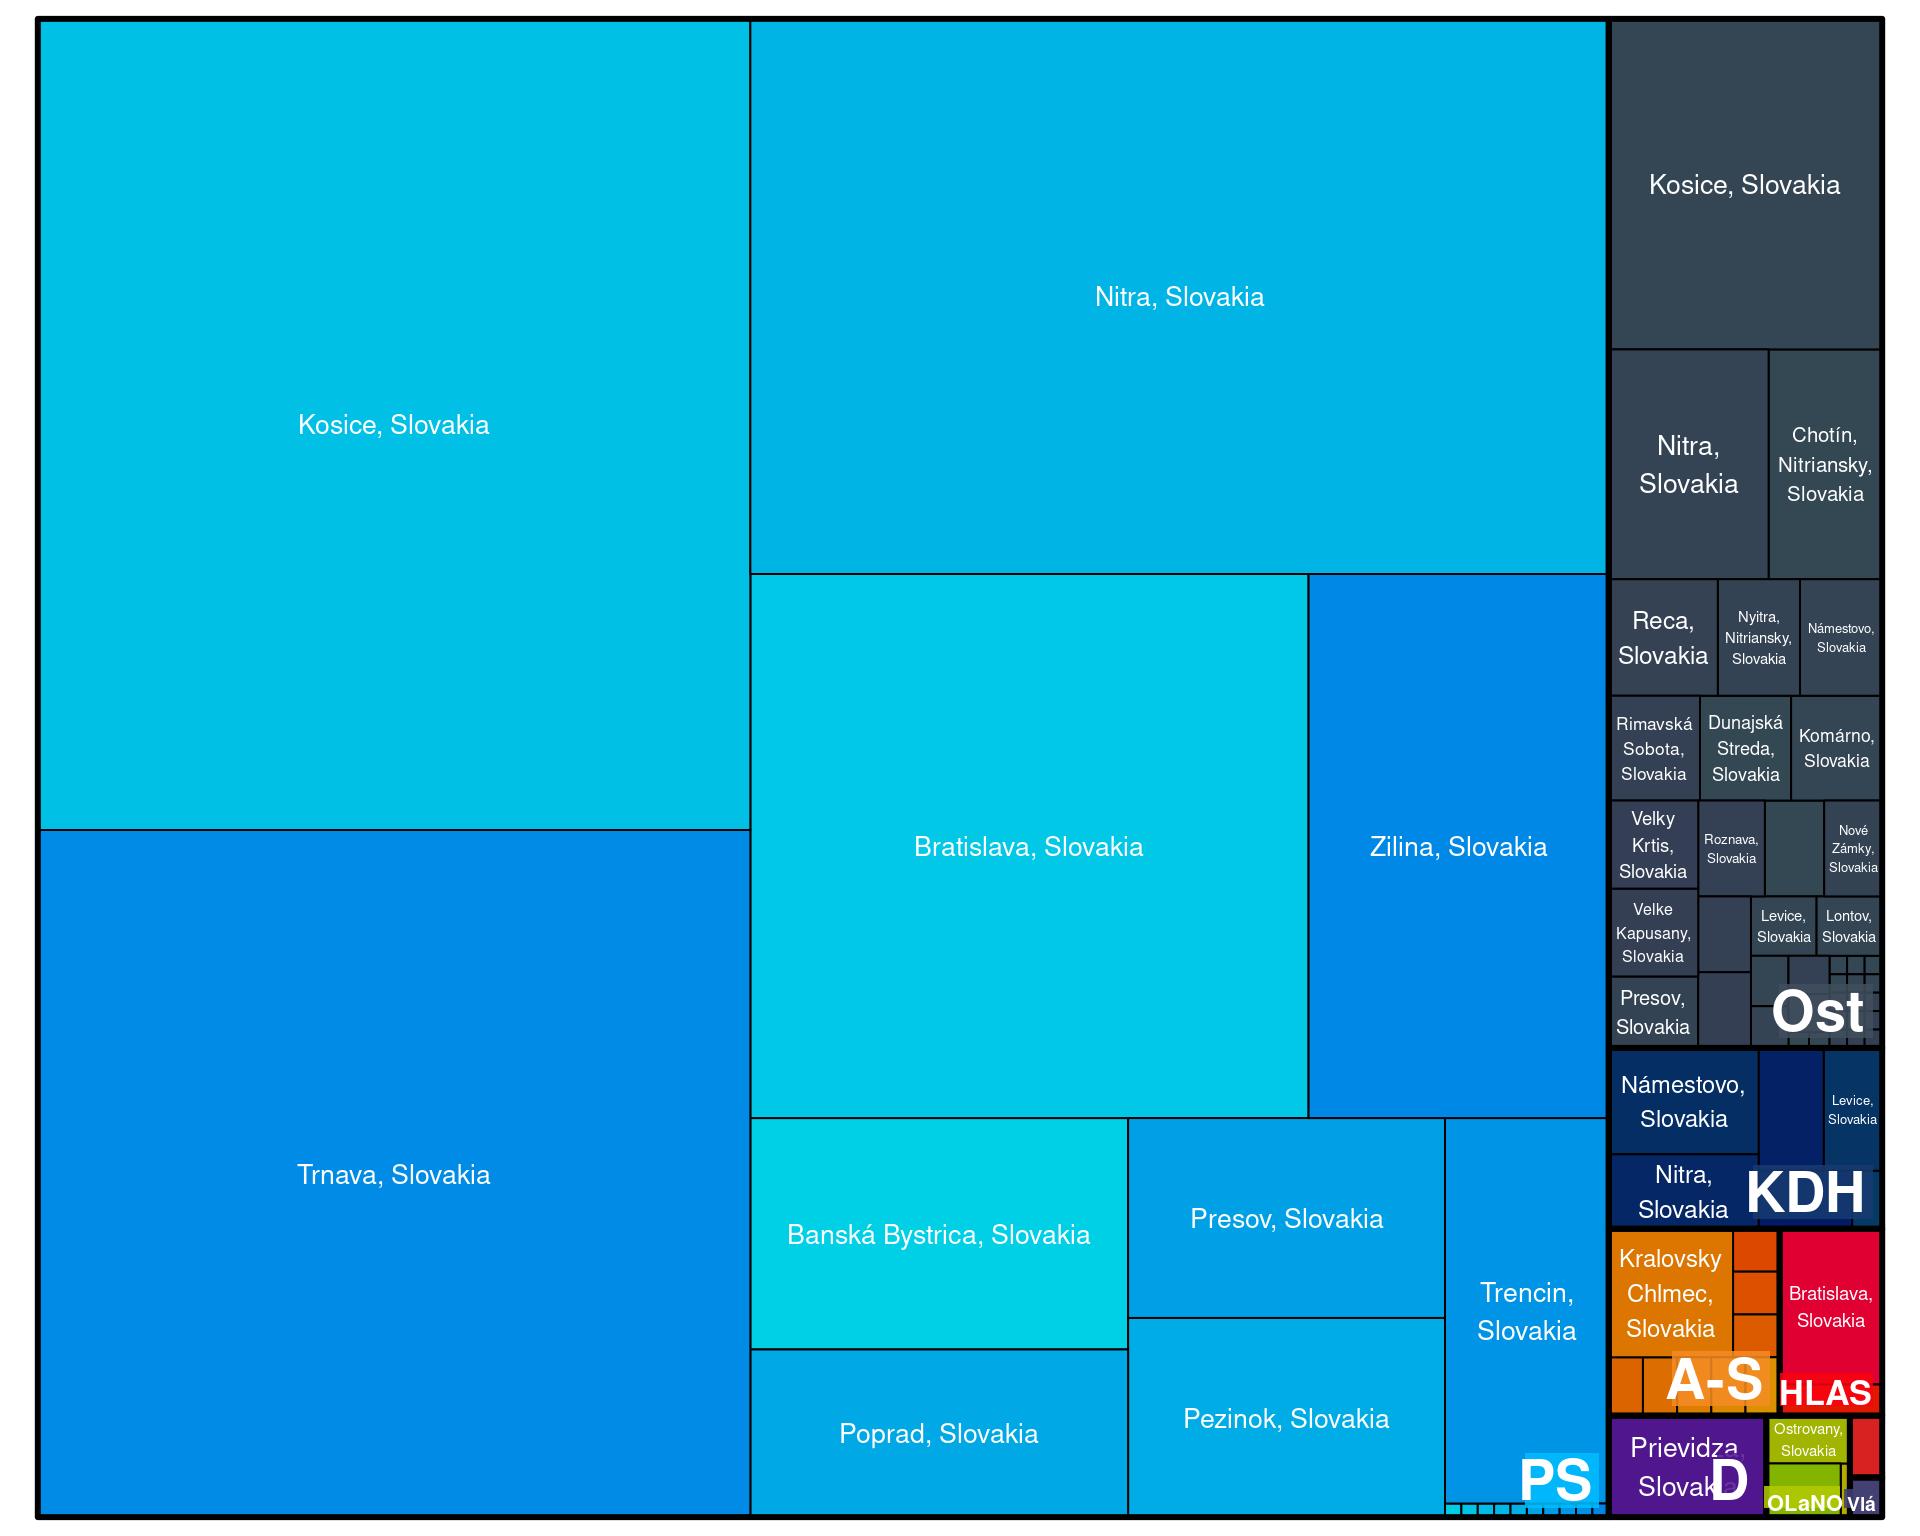 Kosice, Slovakia
Nitra, Slovakia
Bratislava, Slovakia
Zilina, Slovakia
Trnava, Slovakia
Banská Bystrica, Slovakia
Presov, Slovakia
Trencin,
Slovakia
Poprad, Slovakia
Pezinok, Slovakia
PS
Kosice, Slovakia
Nitra,
Slovakia
Chotín,
Nitriansky,
Slovakia
Reca,
Slovakia
Nyitra,
Nitriansky,
Slovakia
Námestovo,
Slovakia
Rimavská
Sobota,
Slovakia
Dunajská
Streda,
Slovakia
Komárno,
Slovakia
Velky
Krtis,
Slovakia
Roznava,
Slovakia
Nové
Zámky,
Slovakia
Velke
Kapusany,
Slovakia
Levice,
Slovakia
Lontov,
Slovakia
Presov,
Slovakia
Ost
Námestovo,
Slovakia
Levice,
Slovakia
Nitra,
Slovakia
KDH
Kralovsky
Chlmec,
Slovakia
A-S
Bratislava,
Slovakia
HLAS
Prievidza,
Slovakia
D
Ostrovany,
Slovakia
OLaNO
Vlá